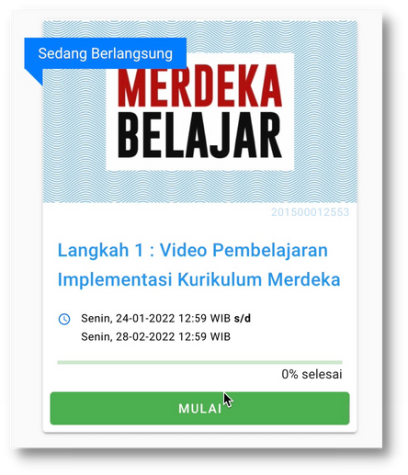 Sedang Berlangsung
MERDEKA
BELAJAR
201500012553
Langkah 1 : Video Pembelajaran
Implementasi Kurikulum Merdeka
Senin, 24-01-2022 12:59 WIB s/d
Senin, 28-02-2022 12:59 WIB
0% selesai
MULAI